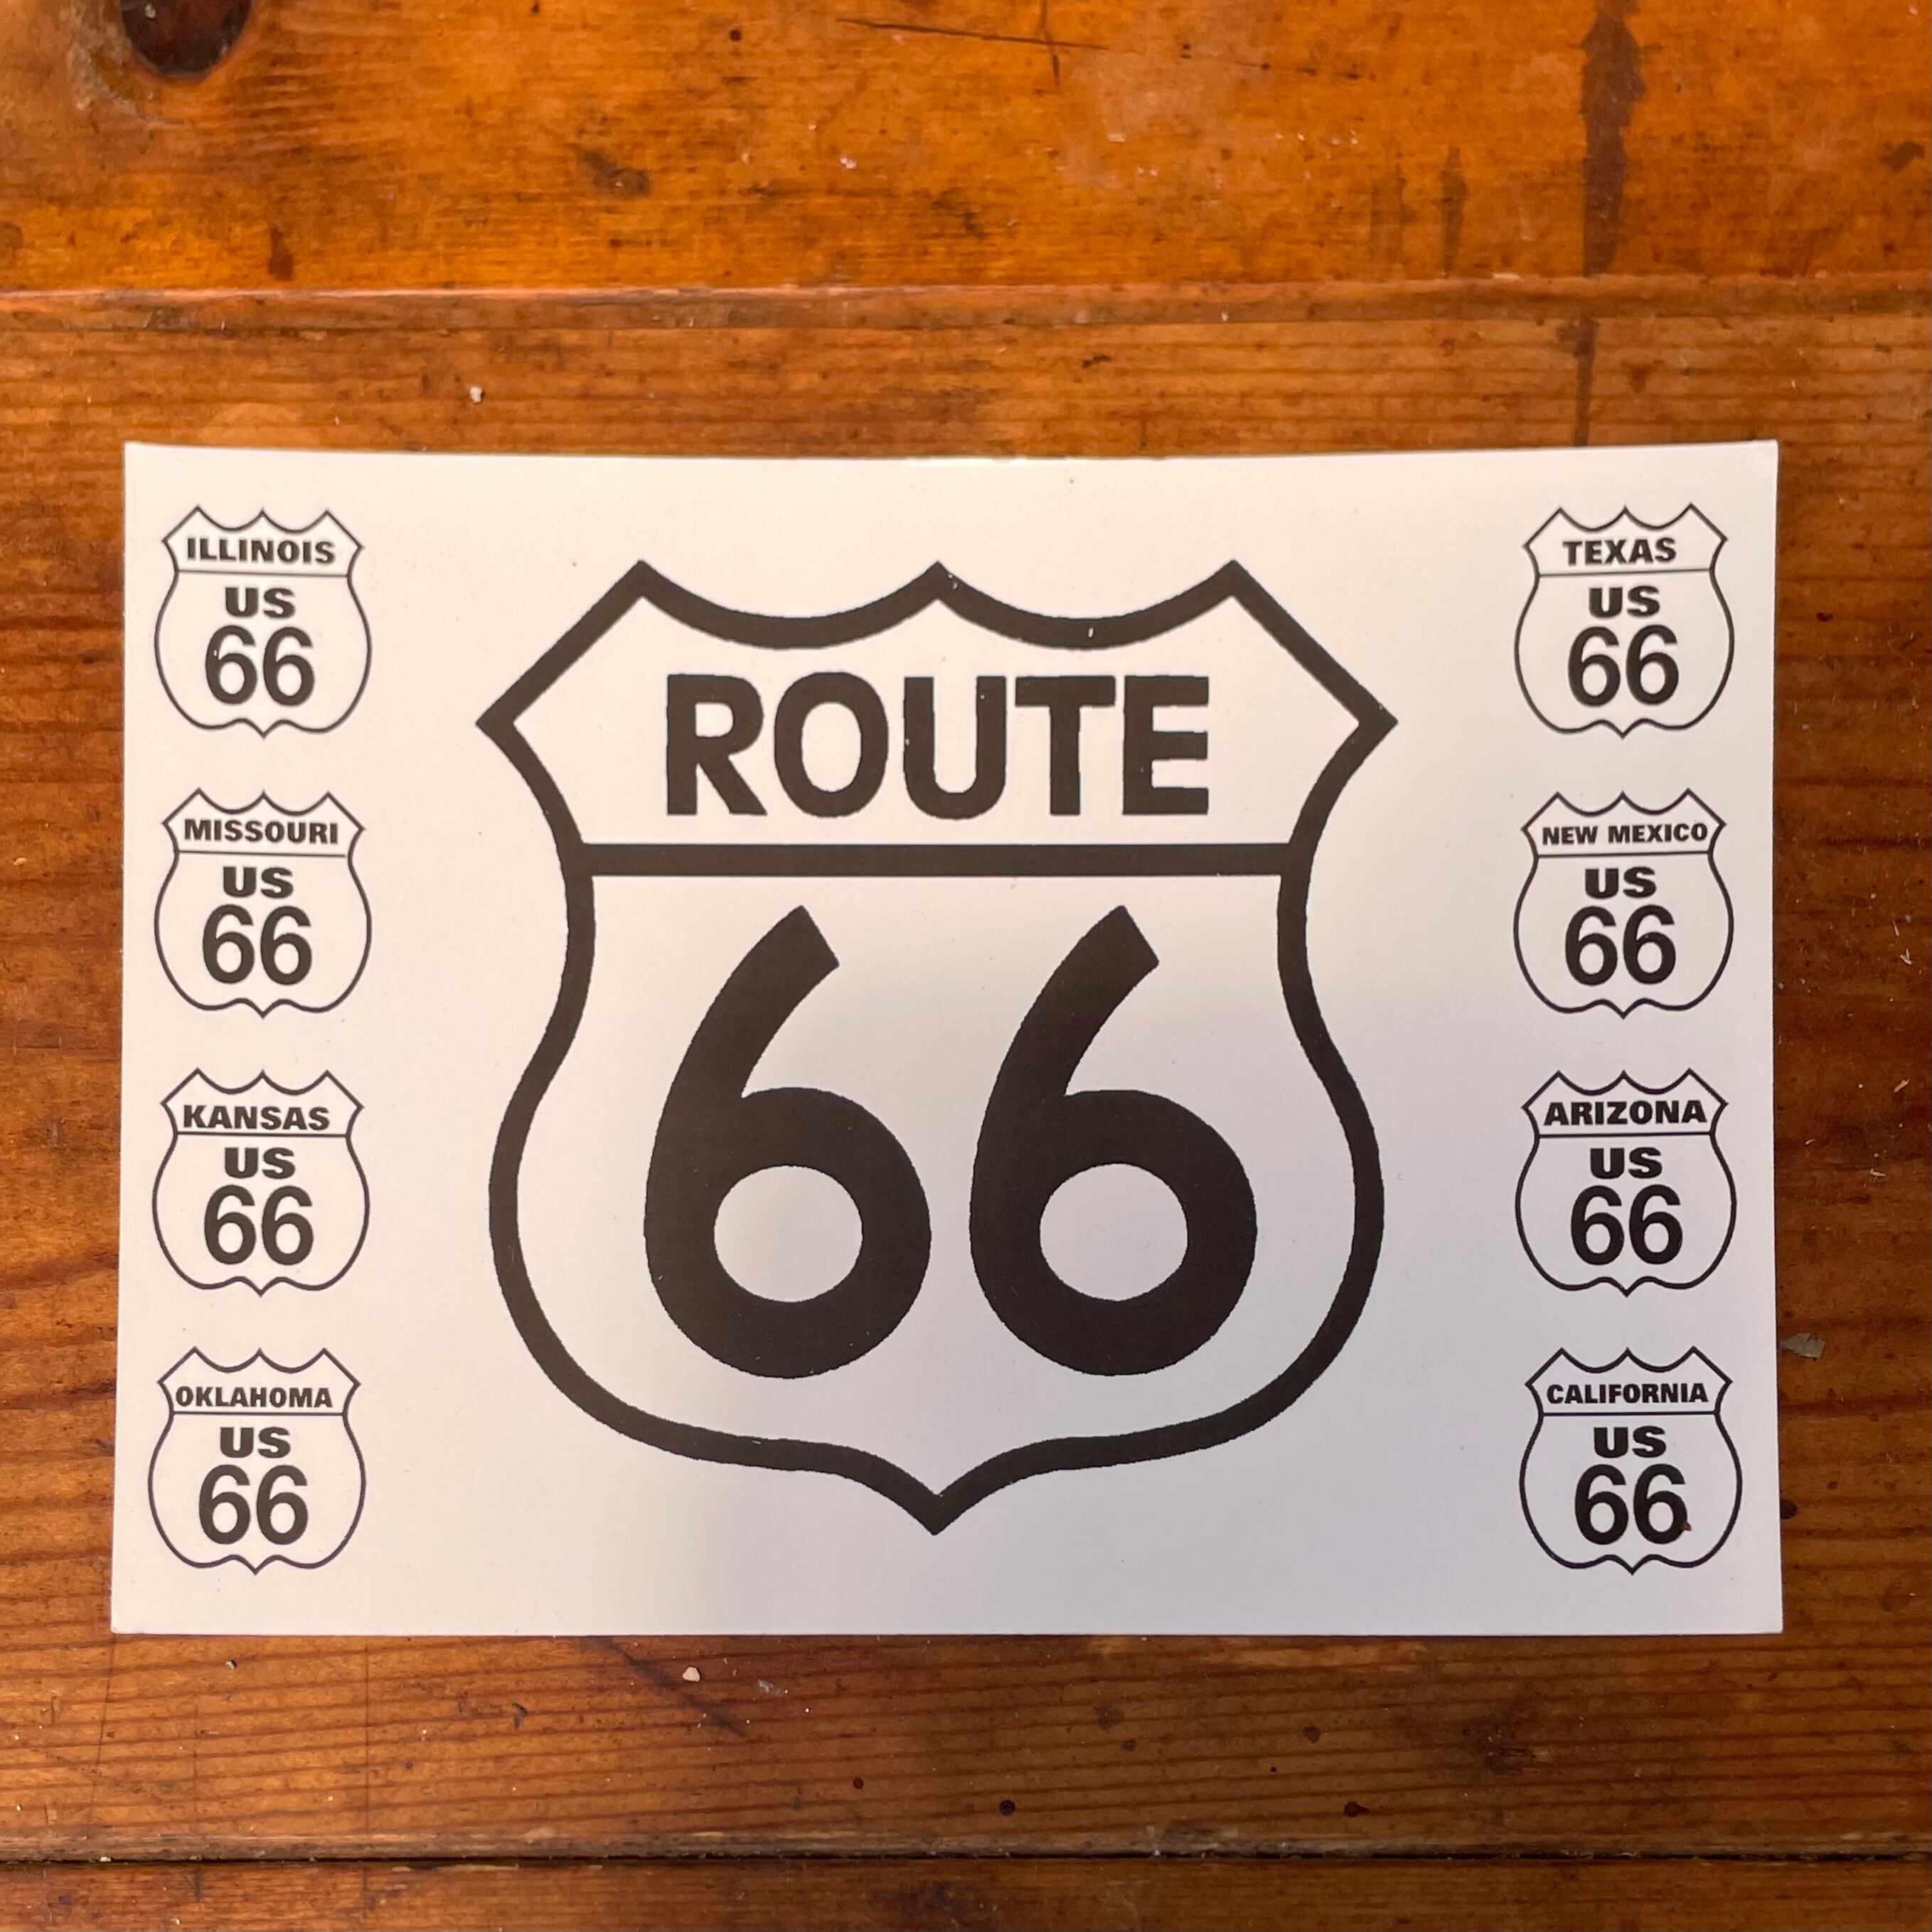 ILLINOIS
US
66
MISSOURI
US
66
KANSAS
US
66
OKLAHOMA
US
66
ROUTE
66
TEXAS
US
66
NEW MEXICO
US
66
ARIZONA
US
66
CALIFORNIA
US
66